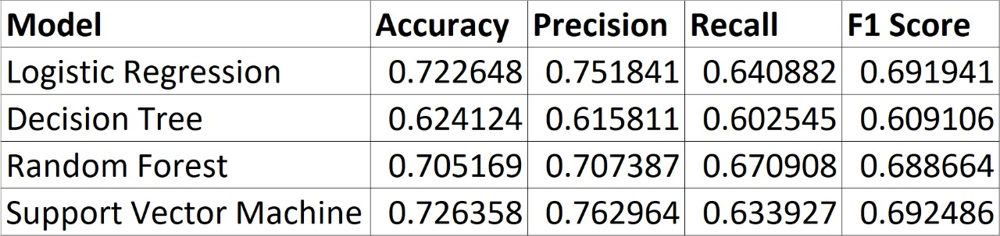 Model Accuracy Precision Recall F1 Score
Logistic Regression 0.722648 0.751841 0.640882 0.691941
Decision Tree 0.624124 0.615811 0.602545 0.609106
Random Forest 0.705169 0.707387 0.670908 0.688664
Support Vector Machine 0.726358 0.762964 0.633927 0.692486